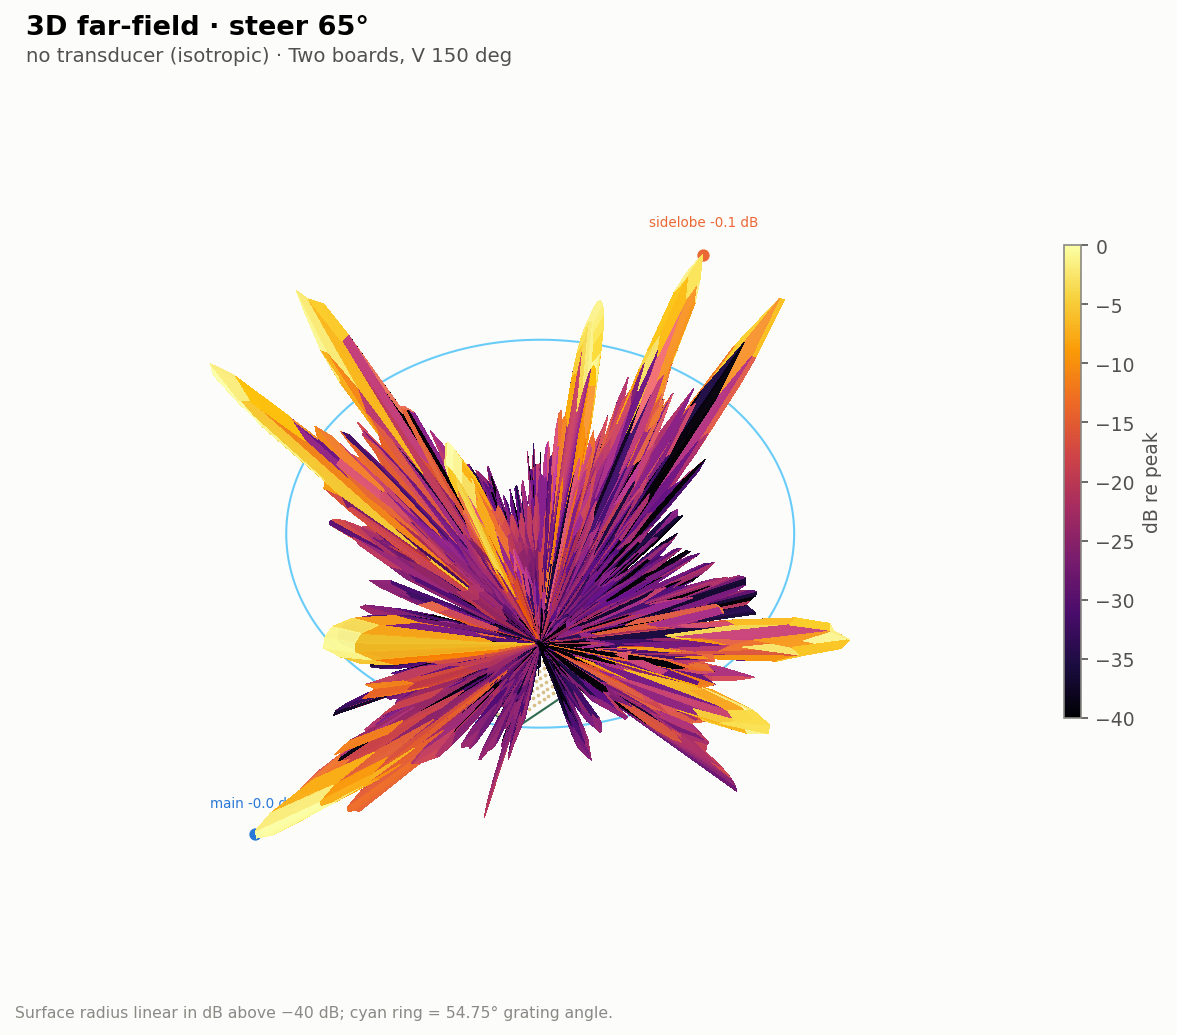 3D far-field · steer 65°
no transducer (isotropic) · Two boards, V 150 deg
sidelobe -0.1 dB
0
−5
−10
−15
−20
−25
−30
−35
−40
dB re peak
main -0.0 d
Surface radius linear in dB above −40 dB; cyan ring = 54.75° grating angle.